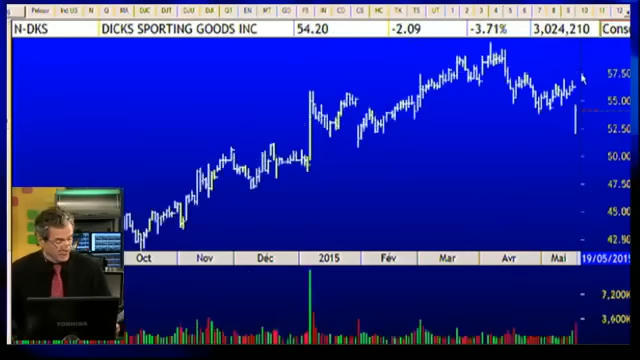 N-DKS DICKS SPORTING GOODS INC 54.20 -2.09 -3.71% 3,024,210 Cons
57.50
55.00
52.50
50.00
47.50
45.00
42.50
Oct Nov Déc 2015 Fév Mar Avr Mai 19/05/2015
7,200K
3,600K
TOSHIBA